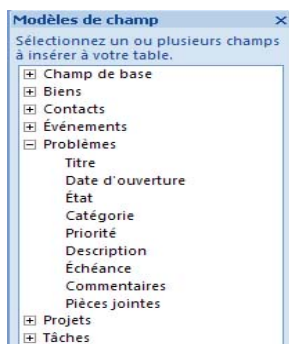 Modèles de champ
Sélectionnez un ou plusieurs champs
à insérer à votre table.
Champ de base
Biens
Contacts
Événements
Problèmes
Titre
Date d'ouverture
État
Catégorie
Priorité
Description
Échéance
Commentaires
Pièces jointes
Projets
Tâches